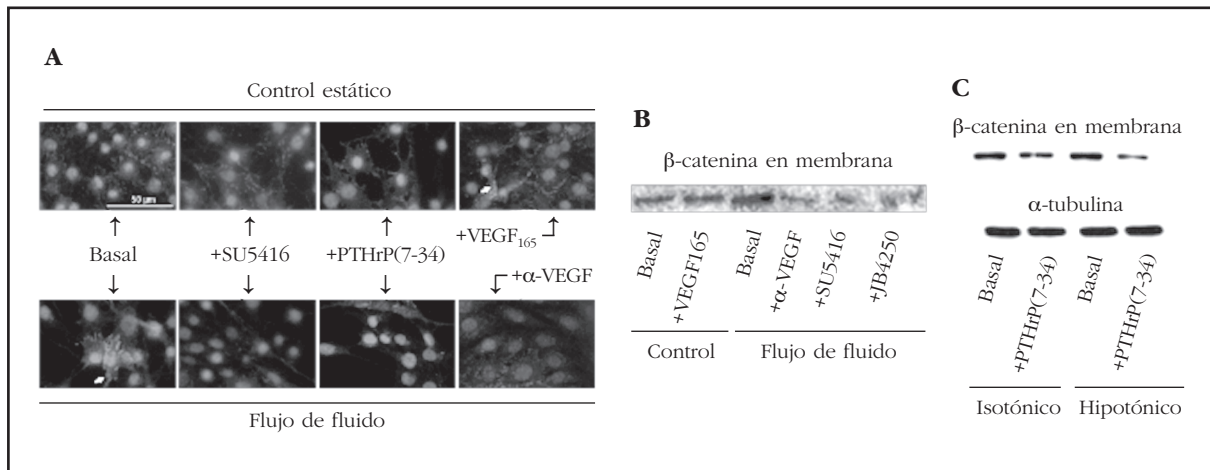 A
Control estático
50 µm
Basal
+SU5416
+PTHrP(7-34)
+VEGF165
+α-VEGF
Flujo de fluido
B
β-catenina en membrana
Basal
+VEGF165
Basal
+α-VEGF
+SU5416
+JB4250
Control
Flujo de fluido
C
β-catenina en membrana
α-tubulina
Basal
+PTHrP(7-34)
Basal
+PTHrP(7-34)
Isotónico
Hipotónico